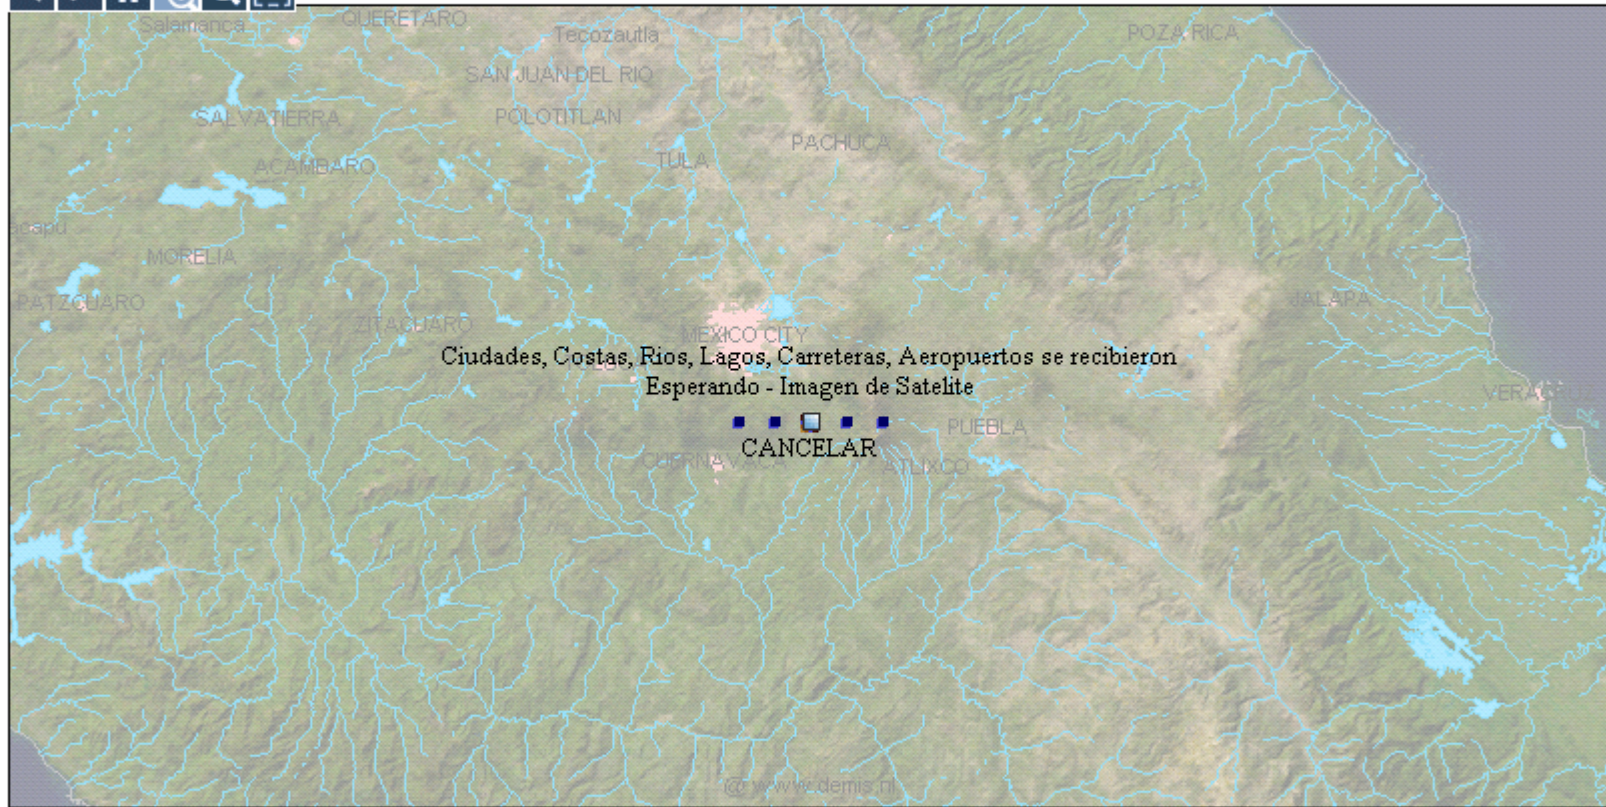 Salamanca
QUERETARO
Tecozautla
POZA RICA
SAN JUAN DEL RIO
SALVATIERRA
POLOTITLAN
PACHUCA
ACAMBARO
TULA
acapu
MORELIA
PATZCUARO
ZITACUARO
JALAPA
MEXICO CITY
Ciudades, Costas, Rios, Lagos, Carreteras, Aeropuertos se recibieron
Esperando - Imagen de Satelite
VERACRUZ
PUEBLA
CANCELAR
CUERNAVACA
ATLIXCO
@ www.demis.nl